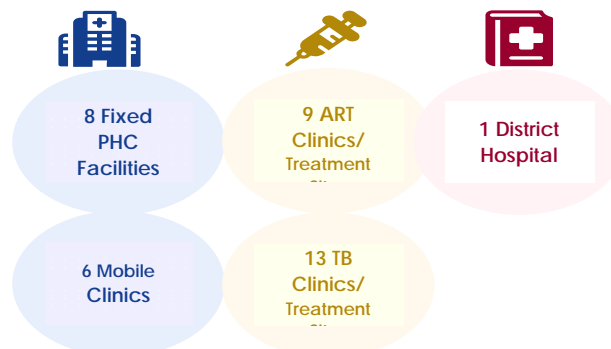 8 Fixed
PHC
Facilities
9 ART
Clinics/
Treatment
1 District
Hospital
6 Mobile
Clinics
13 TB
Clinics/
Treatment